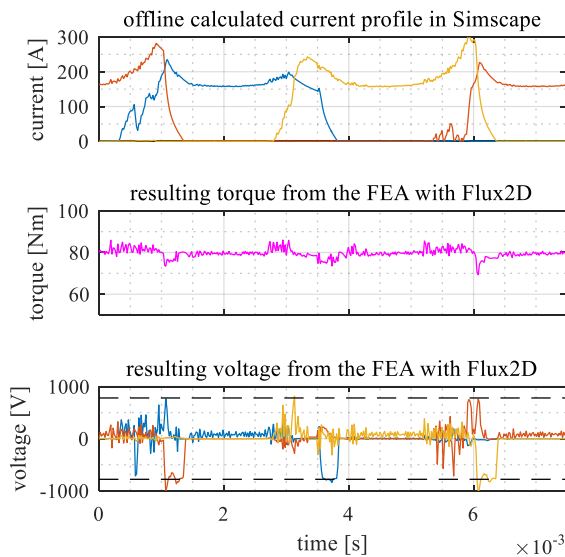 offline calculated current profile in Simscape
current [A]
300
200
100
0
resulting torque from the FEA with Flux2D
torque [Nm]
100
80
60
resulting voltage from the FEA with Flux2D
voltage [V]
1000
0
-1000
0 2 4 6
time [s]
×10⁻³